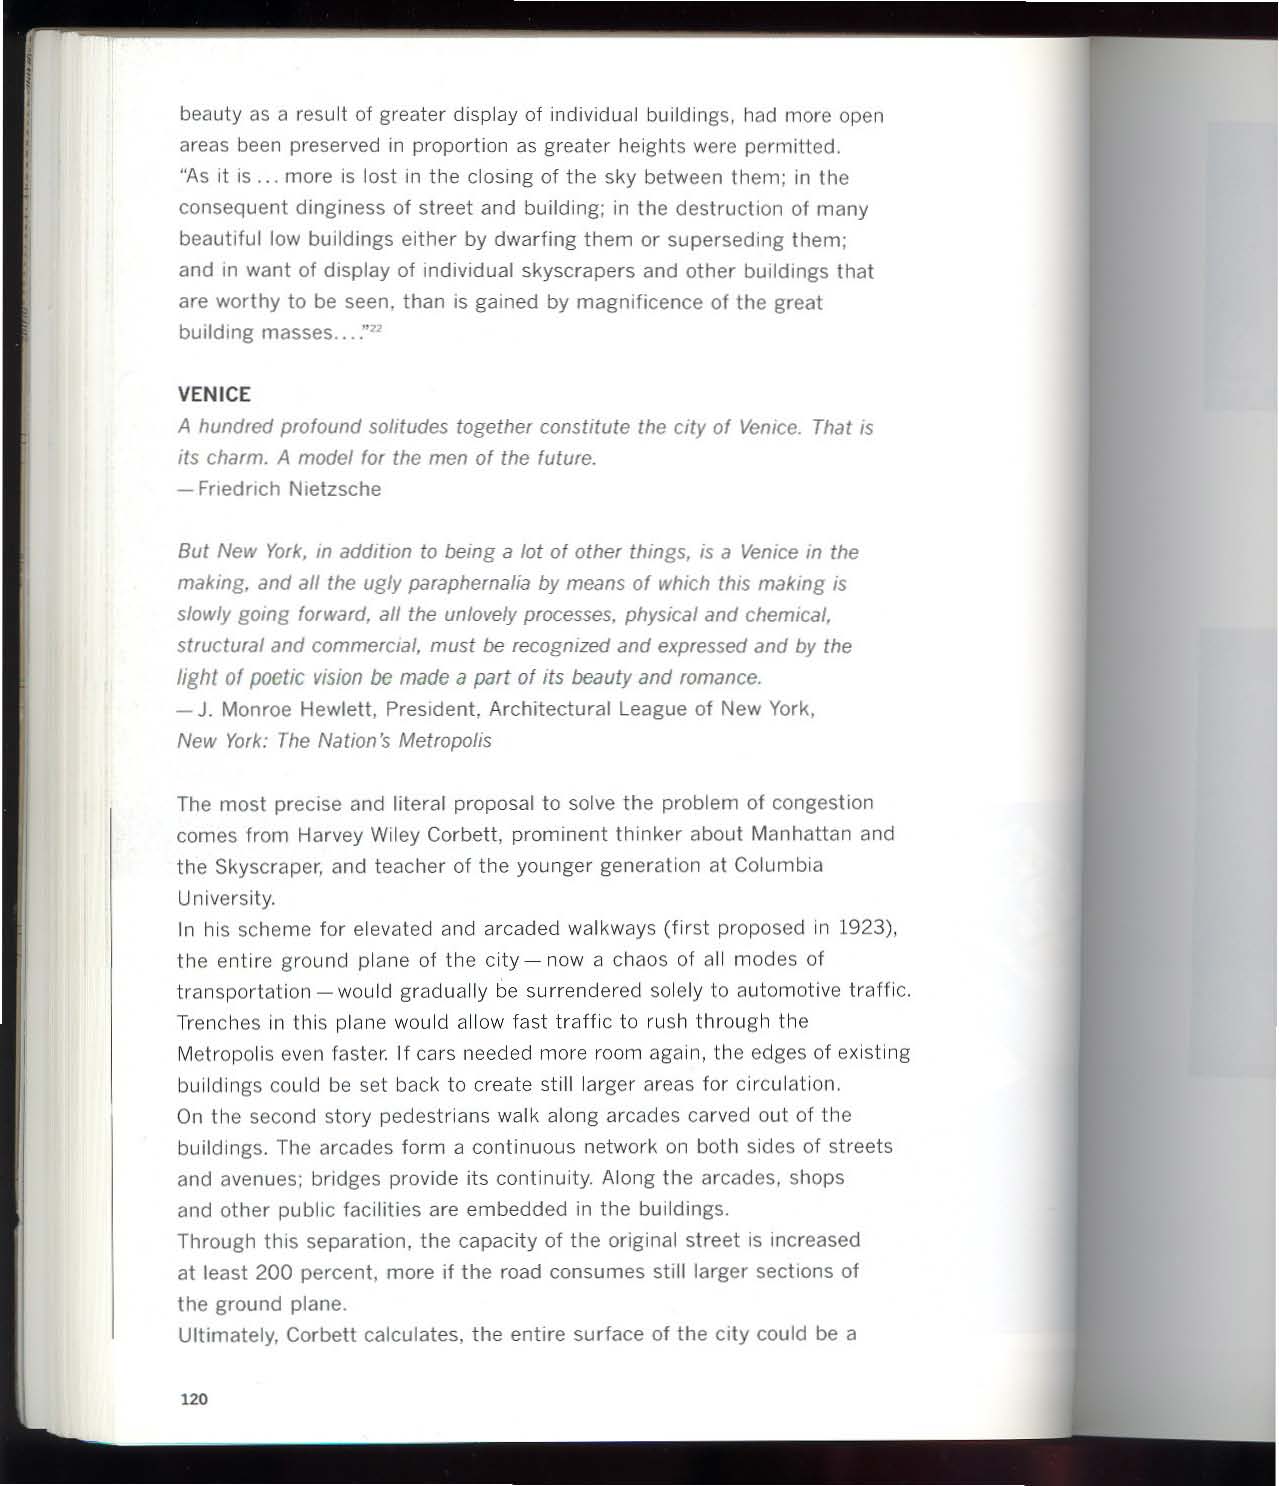 beauty as a result of greater display of individual buildings, had more open
areas been preserved in proportion as greater heights were permitted.
“As it is ... more is lost in the closing of the sky between them; in the
consequent dinginess of street and building; in the destruction of many
beautiful low buildings either by dwarfing them or superseding them;
and in want of display of individual skyscrapers and other buildings that
are worthy to be seen, than is gained by magnificence of the great
building masses....”22
VENICE
A hundred profound solitudes together constitute the city of Venice. That is
its charm. A model for the men of the future.
— Friedrich Nietzsche
But New York, in addition to being a lot of other things, is a Venice in the
making, and all the ugly paraphernalia by means of which this making is
slowly going forward, all the unlovely processes, physical and chemical,
structural and commercial, must be recognized and expressed and by the
light of poetic vision be made a part of its beauty and romance.
— J. Monroe Hewlett, President, Architectural League of New York,
New York: The Nation's Metropolis
The most precise and literal proposal to solve the problem of congestion
comes from Harvey Wiley Corbett, prominent thinker about Manhattan and
the Skyscraper, and teacher of the younger generation at Columbia
University.
In his scheme for elevated and arcaded walkways (first proposed in 1923),
the entire ground plane of the city — now a chaos of all modes of
transportation — would gradually be surrendered solely to automotive traffic.
Trenches in this plane would allow fast traffic to rush through the
Metropolis even faster. If cars needed more room again, the edges of existing
buildings could be set back to create still larger areas for circulation.
On the second story pedestrians walk along arcades carved out of the
buildings. The arcades form a continuous network on both sides of streets
and avenues; bridges provide its continuity. Along the arcades, shops
and other public facilities are embedded in the buildings.
Through this separation, the capacity of the original street is increased
at least 200 percent, more if the road consumes still larger sections of
the ground plane.
Ultimately, Corbett calculates, the entire surface of the city could be a
120